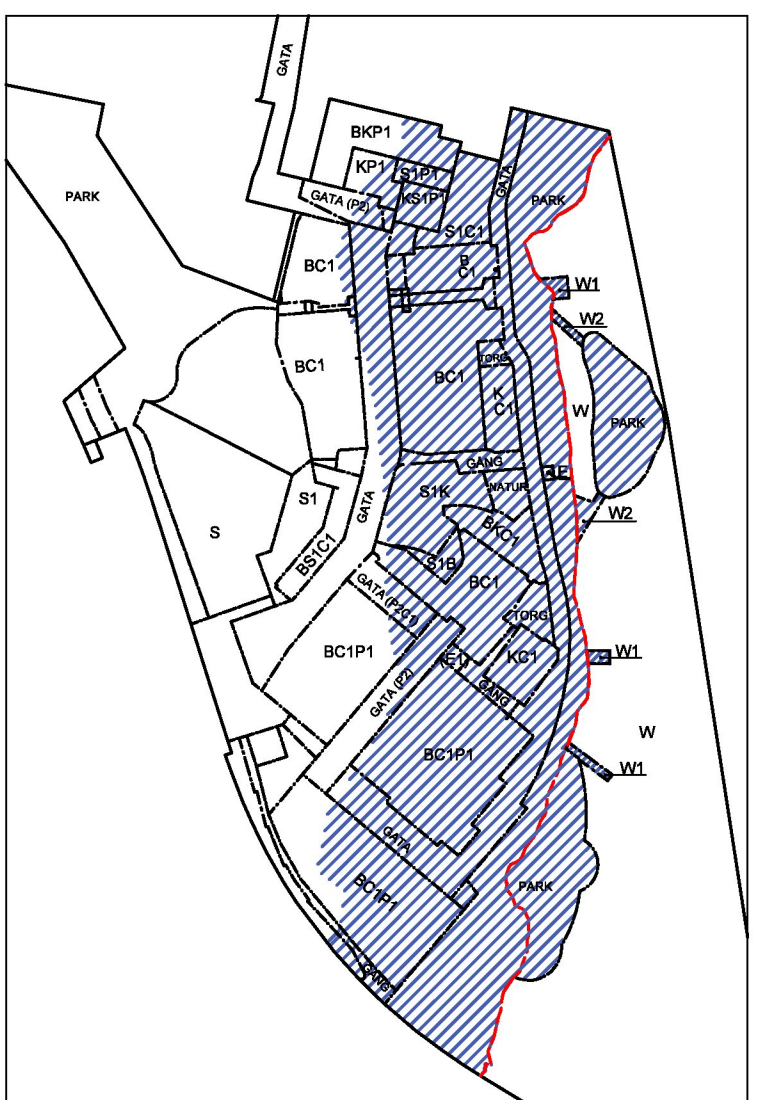 GATA
BKP1
KP1
S1P1
PARK
GATA (P2)
KS1P1
GATA
PARK
S1C1
B
C1
BC1
W1
W2
TORG
BC1
BC1
K
C1
W
PARK
GANG
E
NATUR
S1
S1K
GATA
W2
S
BKC1
BS1C1
S1B
GATA (P2C1)
BC1
TORG
BC1P1
(E1)
KC1
W1
GATA (P2)
GANG
W
BC1P1
W1
GATA
BC1P1
PARK
GANG